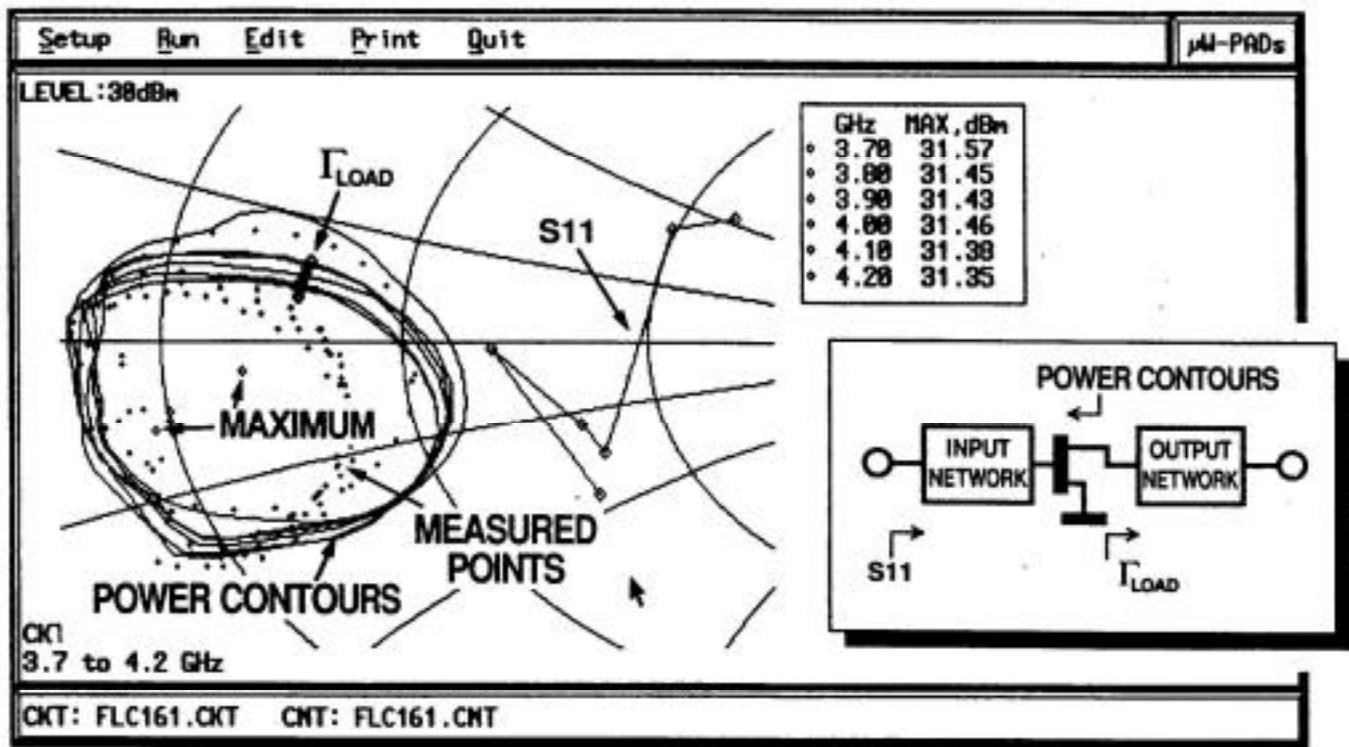 Setup Run Edit Print Quit
µW-PADs
LEVEL:30dBm
GHz MAX,dBm
3.70 31.57
3.80 31.45
3.90 31.43
4.00 31.46
4.10 31.38
4.20 31.35
ΓLOAD
S11
MAXIMUM
MEASURED
POINTS
POWER CONTOURS
POWER CONTOURS
INPUT
NETWORK
OUTPUT
NETWORK
S11
ΓLOAD
3.7 to 4.2 GHz
CKT: FLC161.CKT CNT: FLC161.CNT